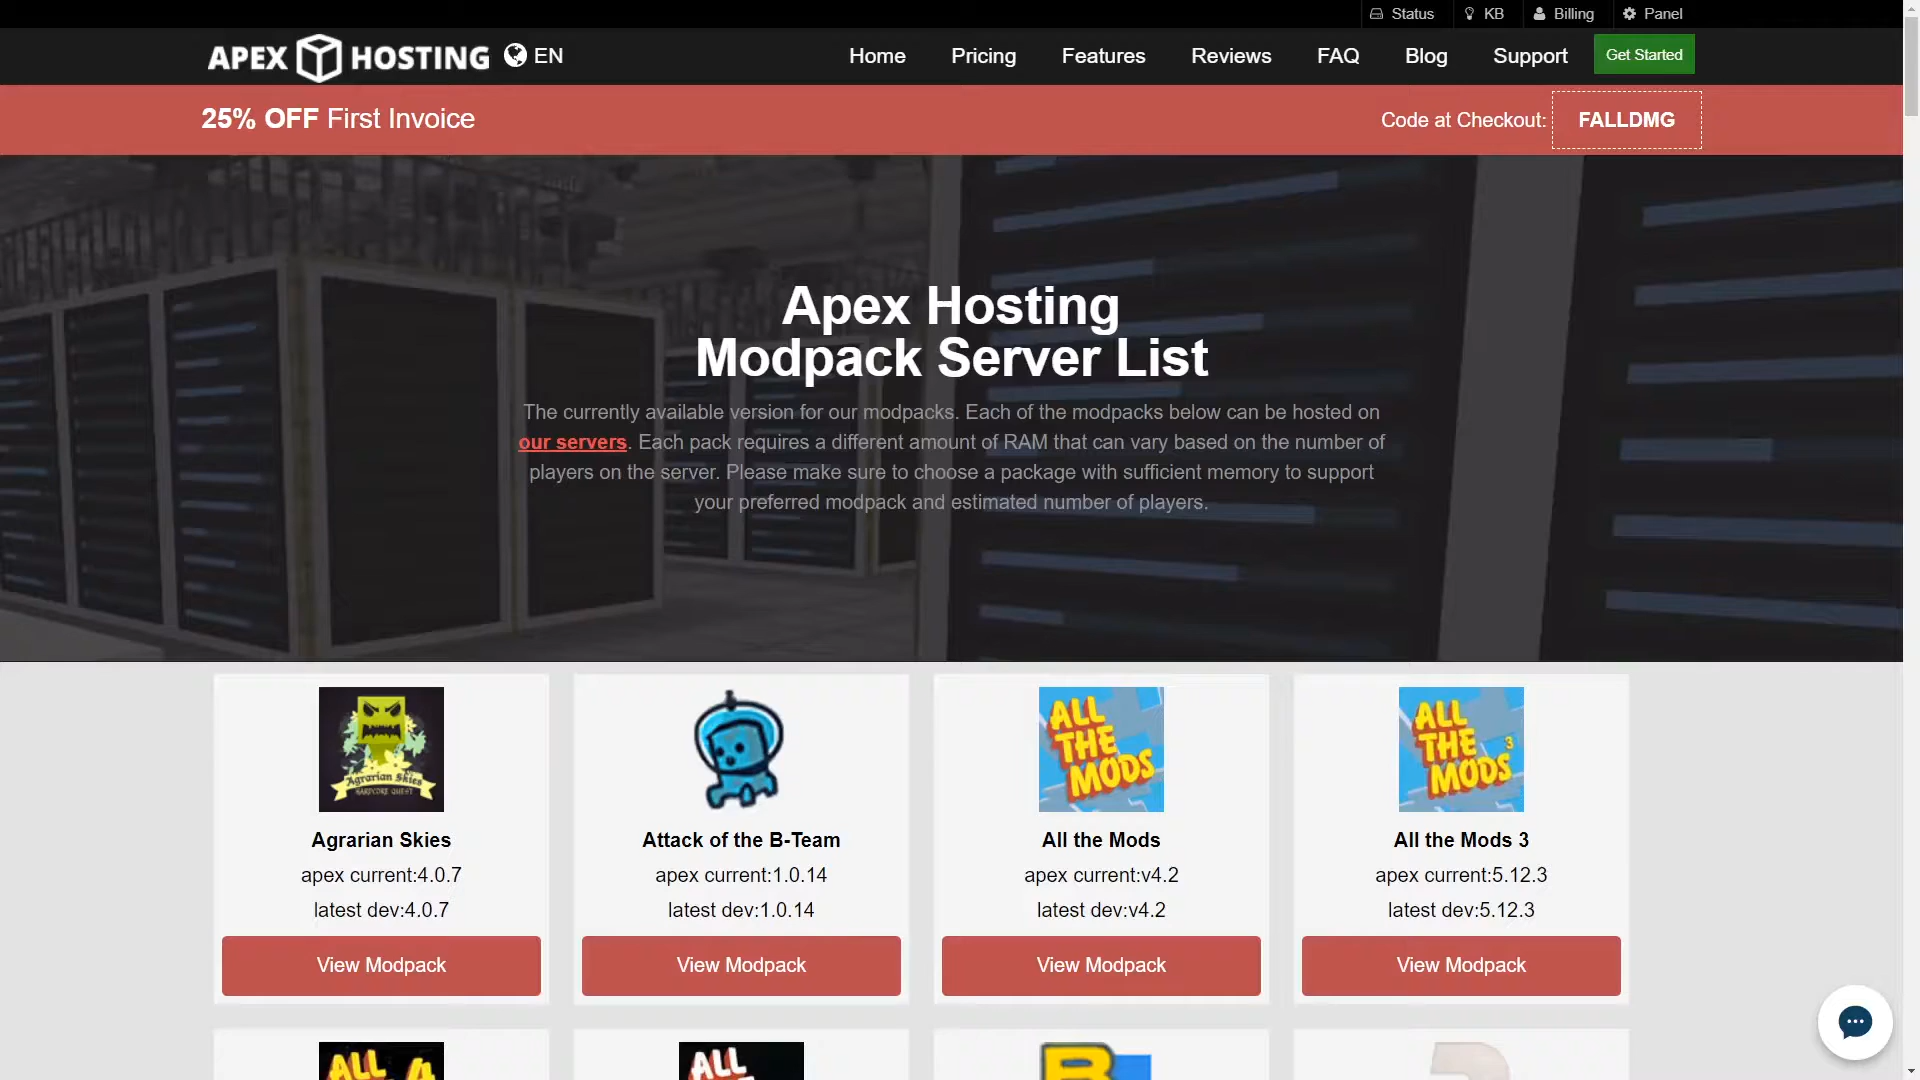 Status KB Billing Panel
APEX HOSTING EN Home Pricing Features Reviews FAQ Blog Support Get Started
25% OFF First Invoice Code at Checkout: FALLDMG
Apex Hosting
Modpack Server List
The currently available version for our modpacks. Each of the modpacks below can be hosted on
our servers. Each pack requires a different amount of RAM that can vary based on the number of
players on the server. Please make sure to choose a package with sufficient memory to support
your preferred modpack and estimated number of players.
Agrarian Skies
HARDCORE QUEST
ALL
THE
MODS
ALL
THE 3
MODS
Agrarian Skies Attack of the B-Team All the Mods All the Mods 3
apex current:4.0.7 apex current:1.0.14 apex current:v4.2 apex current:5.12.3
latest dev:4.0.7 latest dev:1.0.14 latest dev:v4.2 latest dev:5.12.3
View Modpack View Modpack View Modpack View Modpack
ALL 4 ALL B